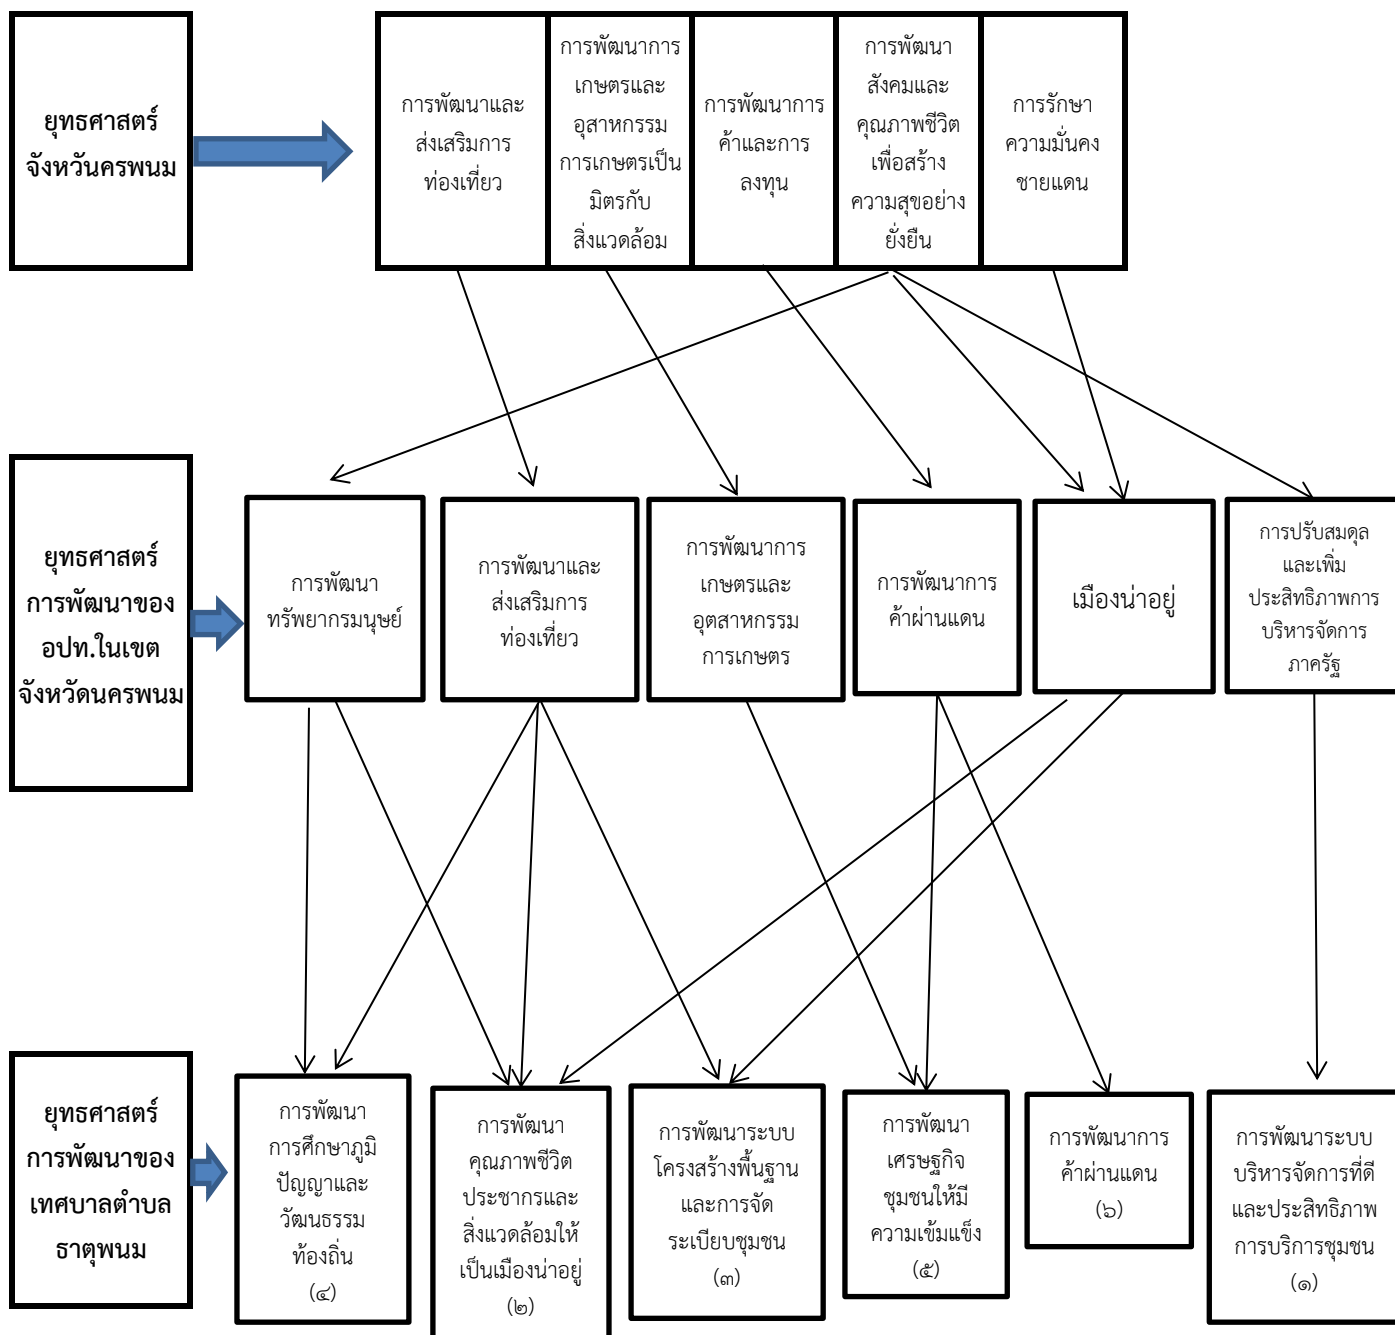 ยุทธศาสตร์
จังหวันครพนม
การพัฒนาและ
ส่งเสริมการ
ท่องเที่ยว
การพัฒนาการ
เกษตรและ
อุสาหกรรม
การเกษตรเป็น
มิตรกับ
สิ่งแวดล้อม
การพัฒนาการ
ค้าและการ
ลงทุน
การพัฒนา
สังคมและ
คุณภาพชีวิต
เพื่อสร้าง
ความสุขอย่าง
ยั่งยืน
การรักษา
ความมั่นคง
ชายแดน
ยุทธศาสตร์
การพัฒนาของ
อปท.ในเขต
จังหวัดนครพนม
การพัฒนา
ทรัพยากรมนุษย์
การพัฒนาและ
ส่งเสริมการ
ท่องเที่ยว
การพัฒนาการ
เกษตรและ
อุตสาหกรรม
การเกษตร
การพัฒนาการ
ค้าผ่านแดน
เมืองน่าอยู่
การปรับสมดุล
และเพิ่ม
ประสิทธิภาพการ
บริหารจัดการ
ภาครัฐ
ยุทธศาสตร์
การพัฒนาของ
เทศบาลตำบล
ธาตุพนม
การพัฒนา
การศึกษาภูมิ
ปัญญาและ
วัฒนธรรม
ท้องถิ่น
(๔)
การพัฒนา
คุณภาพชีวิต
ประชากรและ
สิ่งแวดล้อมให้
เป็นเมืองน่าอยู่
(๒)
การพัฒนาระบบ
โครงสร้างพื้นฐาน
และการจัด
ระเบียบชุมชน
(๓)
การพัฒนา
เศรษฐกิจ
ชุมชนให้มี
ความเข้มแข็ง
(๕)
การพัฒนาการ
ค้าผ่านแดน
(๖)
การพัฒนาระบบ
บริหารจัดการที่ดี
และประสิทธิภาพ
การบริการชุมชน
(๑)